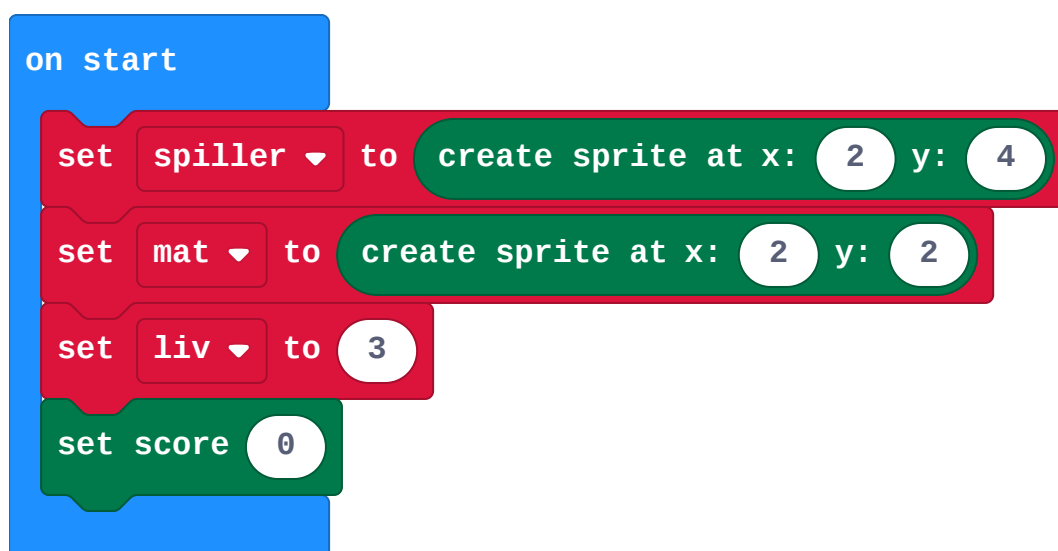 on start
set spiller to create sprite at x: 2 y: 4
set mat to create sprite at x: 2 y: 2
set liv to 3
set score 0